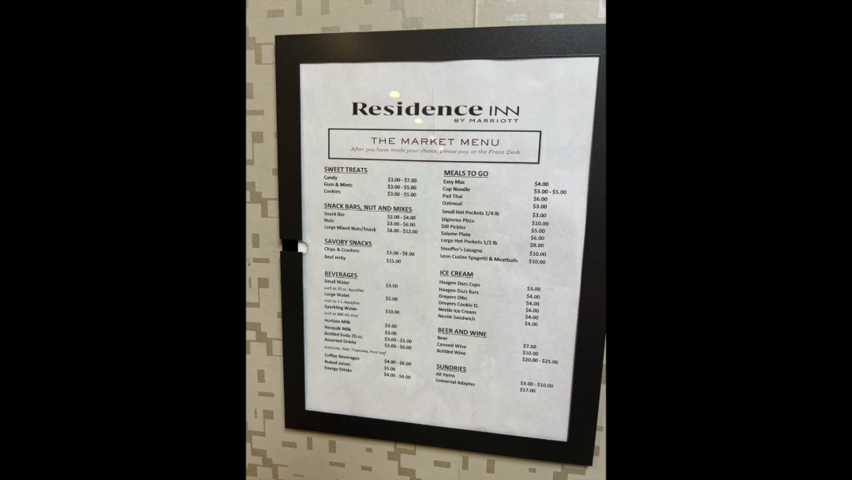 Residence INN
BY MARRIOTT
THE MARKET MENU
After you have made your choice, please pay at the Front Desk
SWEET TREATS
Candy $3.00 - $7.00
Gum & Mints $3.00 - $5.00
Cookies $3.00 - $5.00
SNACK BARS, NUT AND MIXES
Snack Bar $2.00 - $4.00
Nuts $3.00 - $6.00
Large Mixed Nuts/Snack $8.00 - $12.00
SAVORY SNACKS
Chips & Crackers $3.00 - $8.00
Beef Jerky $15.00
BEVERAGES
Small Water $3.50
Large Water
Sparkling Water $10.00
Horizon Milk $3.00
Nesquik Milk $3.00
Bottled Soda 20 oz. $3.00 - $5.00
Assorted Drinks $3.00 - $6.00
Coffee Beverages $4.00 - $6.00
Naked Juices $5.00
Energy Drinks $4.00 - $6.00
MEALS TO GO
Easy Mac $4.00
Cup Noodle $3.00 - $5.00
Pad Thai $6.00
Oatmeal $3.00
Small Hot Pockets 1/4 lb $3.00
Digiorno Pizza $10.00
Dill Pickles $5.00
Salame Plate $6.00
Large Hot Pockets 1/2 lb $8.00
Stouffer's Lasagna $10.00
Lean Cusine Spagetti & Meatballs $10.00
ICE CREAM
Haagen Dazs Cups $3.00
Haagen Dazs Bars $4.00
Dreyers Dibs $4.00
Dreyers Cookie D. $6.00
Nestle Ice Cream $4.00
Nestle Sandwich $4.00
BEER AND WINE
Beer $7.50
Canned Wine $10.00
Bottled Wine $20.00 - $25.00
SUNDRIES
All Items $3.00 - $10.00
Universal Adapter $17.00